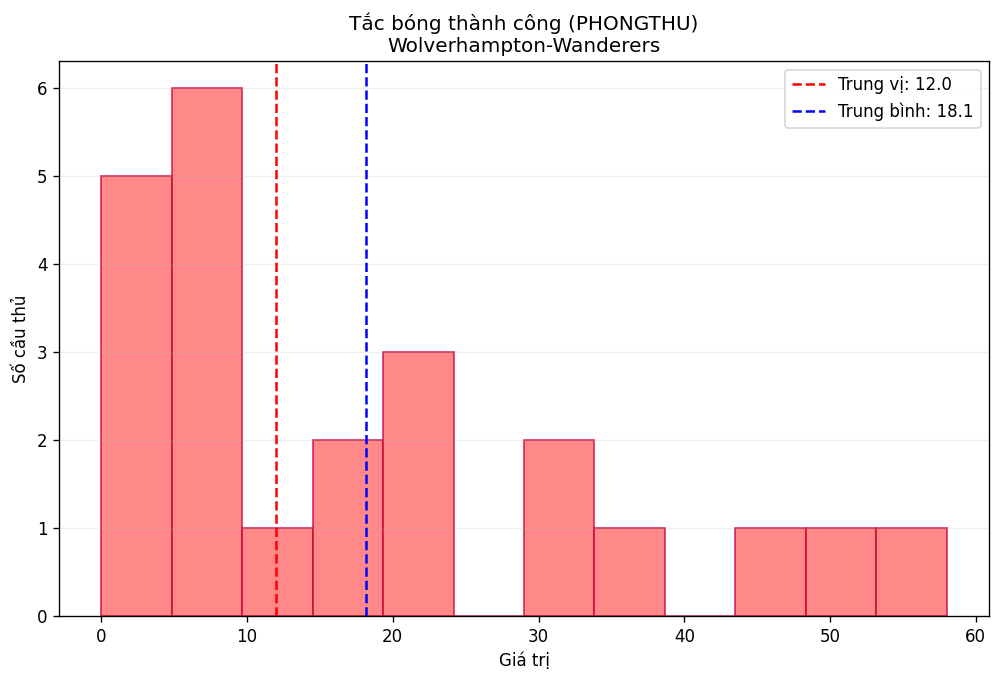 Tắc bóng thành công (PHONGTHU)
Wolverhampton-Wanderers
Trung vị: 12.0
Trung bình: 18.1
Số cầu thủ
6
5
4
3
2
1
0
0 10 20 30 40 50 60
Giá trị